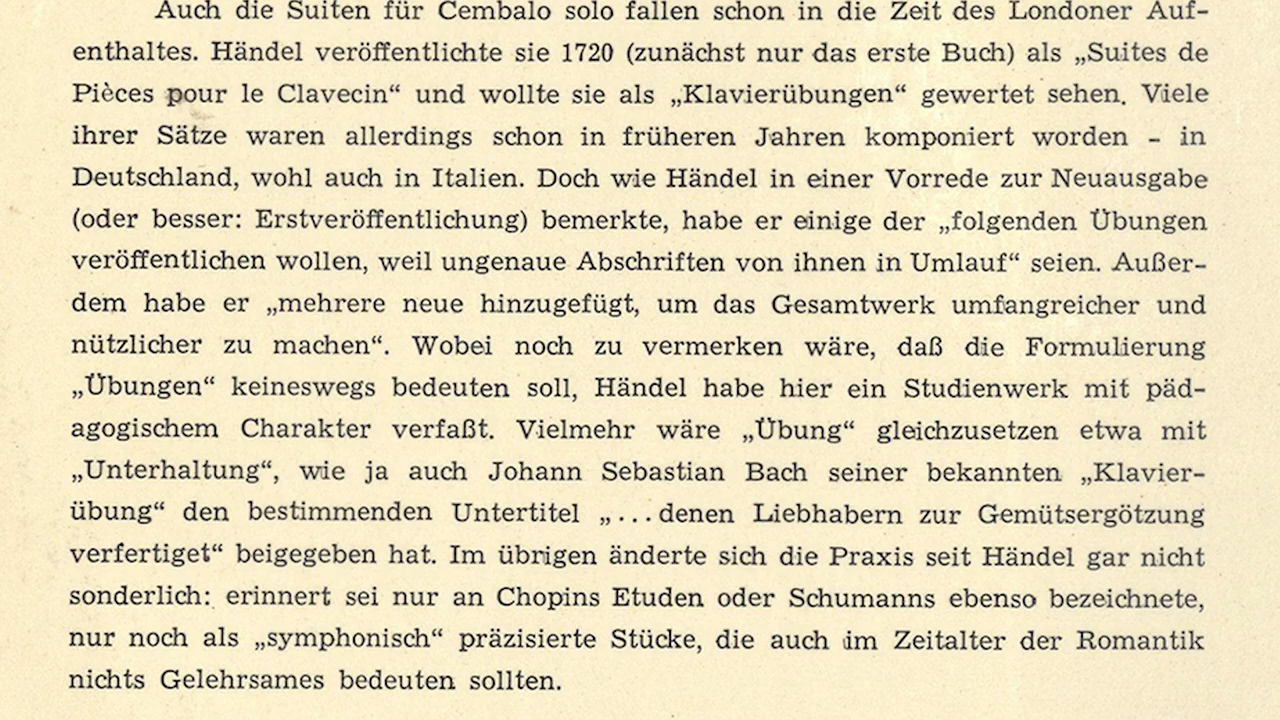 Auch die Suiten für Cembalo solo fallen schon in die Zeit des Londoner Auf-
enthaltes. Händel veröffentlichte sie 1720 (zunächst nur das erste Buch) als „Suites de
Pièces pour le Clavecin“ und wollte sie als „Klavierübungen“ gewertet sehen. Viele
ihrer Sätze waren allerdings schon in früheren Jahren komponiert worden – in
Deutschland, wohl auch in Italien. Doch wie Händel in einer Vorrede zur Neuausgabe
(oder besser: Erstveröffentlichung) bemerkte, habe er einige der „folgenden Übungen
veröffentlichen wollen, weil ungenaue Abschriften von ihnen in Umlauf“ seien. Außer-
dem habe er „mehrere neue hinzugefügt, um das Gesamtwerk umfangreicher und
nützlicher zu machen“. Wobei noch zu vermerken wäre, daß die Formulierung
„Übungen“ keineswegs bedeuten soll, Händel habe hier ein Studienwerk mit päd-
agogischem Charakter verfaßt. Vielmehr wäre „Übung“ gleichzusetzen etwa mit
„Unterhaltung“, wie ja auch Johann Sebastian Bach seiner bekannten „Klavier-
übung“ den bestimmenden Untertitel „...denen Liebhabern zur Gemütsergötzung
verfertiget“ beigegeben hat. Im übrigen änderte sich die Praxis seit Händel gar nicht
sonderlich: erinnert sei nur an Chopins Etuden oder Schumanns ebenso bezeichnete,
nur noch als „symphonisch“ präzisierte Stücke, die auch im Zeitalter der Romantik
nichts Gelehrsames bedeuten sollten.